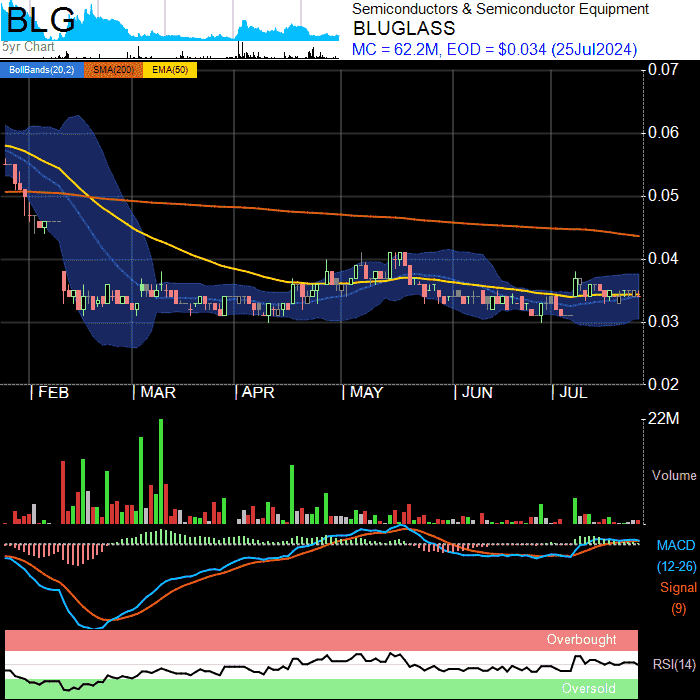 BLG
5yr Chart
Semiconductors & Semiconductor Equipment
BLUGLASS
MC = 62.2M, EOD = $0.034 (25Jul2024)
BollBands(20,2) SMA(200) EMA(50)
0.07
0.06
0.05
0.04
0.03
0.02
FEB MAR APR MAY JUN JUL
22M
Volume
MACD
(12-26)
Signal
(9)
Overbought
RSI(14)
Oversold